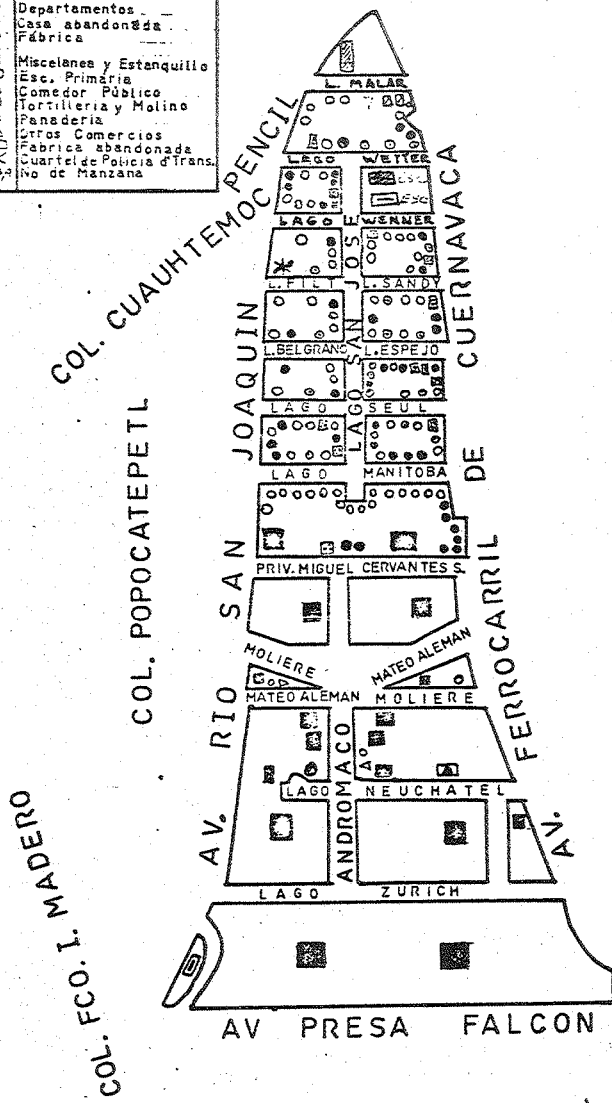 Departamentos
Casa abandonada
Fábrica
Miscelanea y Estanquillo
Esc. Primaria
Comedor Público
Tortilleria y Molino
Panaderia
Otros Comercios
Fabrica abandonada
Cuartel de Policia d'Trans.
No de Manzana
L. MALAR
COL. CUAUHTEMOC PENCIL
LAGO WETTER
ESC
ESC
LAGO WENNER
L. FILT
L. SANDY
L. BELGRANO
L. ESPEJO
LAGO SEUL
LAGO MANITOBA
LAGO SAN JOSE
PRIV. MIGUEL CERVANTES S.
COL. POPOCATEPETL
MOLIERE
MATEO ALEMAN
MATEO ALEMAN
MOLIERE
AV. RIO SAN JOAQUIN
AV. FERROCARRIL DE CUERNAVACA
ANDROMACO
LAGO NEUCHATEL
LAGO ZURICH
COL. FCO. I. MADERO
AV PRESA FALCON